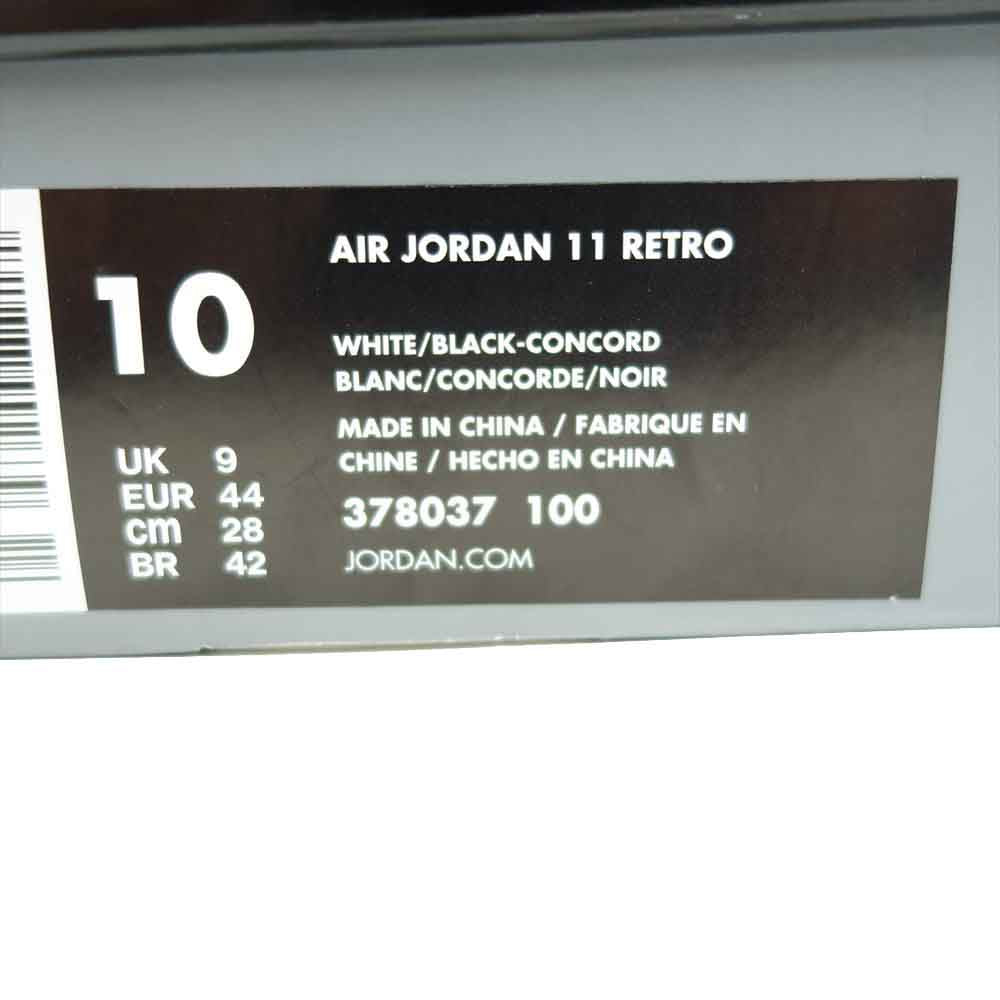 10
UK 9
EUR 44
cm 28
BR 42
AIR JORDAN 11 RETRO
WHITE/BLACK-CONCORD
BLANC/CONCORDE/NOIR
MADE IN CHINA / FABRIQUE EN
CHINE / HECHO EN CHINA
378037 100
JORDAN.COM